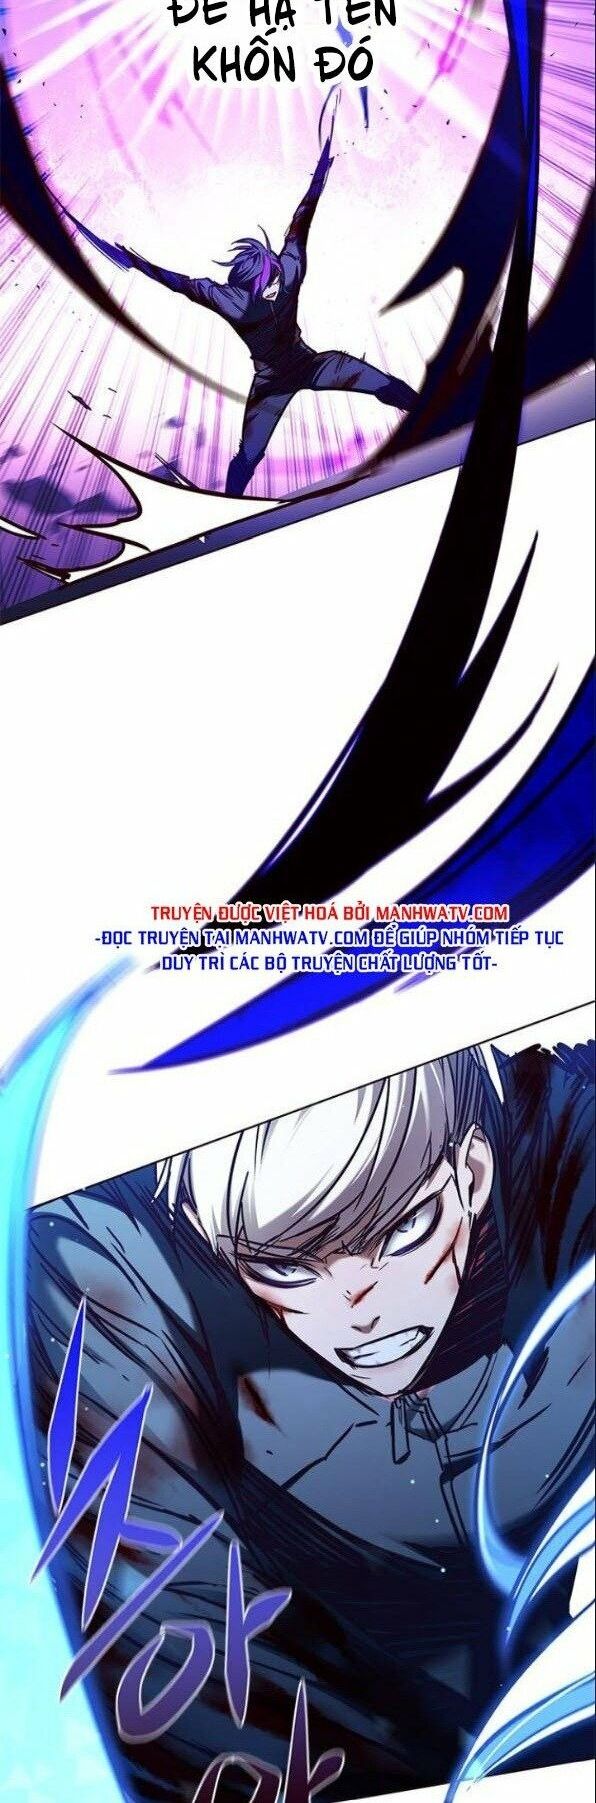 ĐỂ HẠ TÊN
KHỐN ĐÓ
TRUYỆN ĐƯỢC VIỆT HOÁ BỞI MANHWATV.COM
-ĐỌC TRUYỆN TẠI MANHWATV.COM ĐỂ GIÚP NHÓM TIẾP TỤC
DUY TRÌ CÁC BỘ TRUYỆN CHẤT LƯỢNG TỐT-